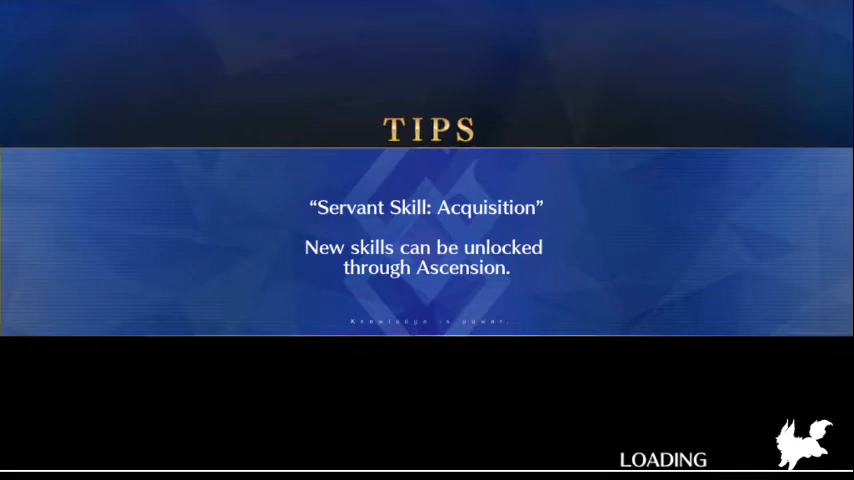 TIPS
“Servant Skill: Acquisition”
New skills can be unlocked
through Ascension.
Knowledge is power.
LOADING